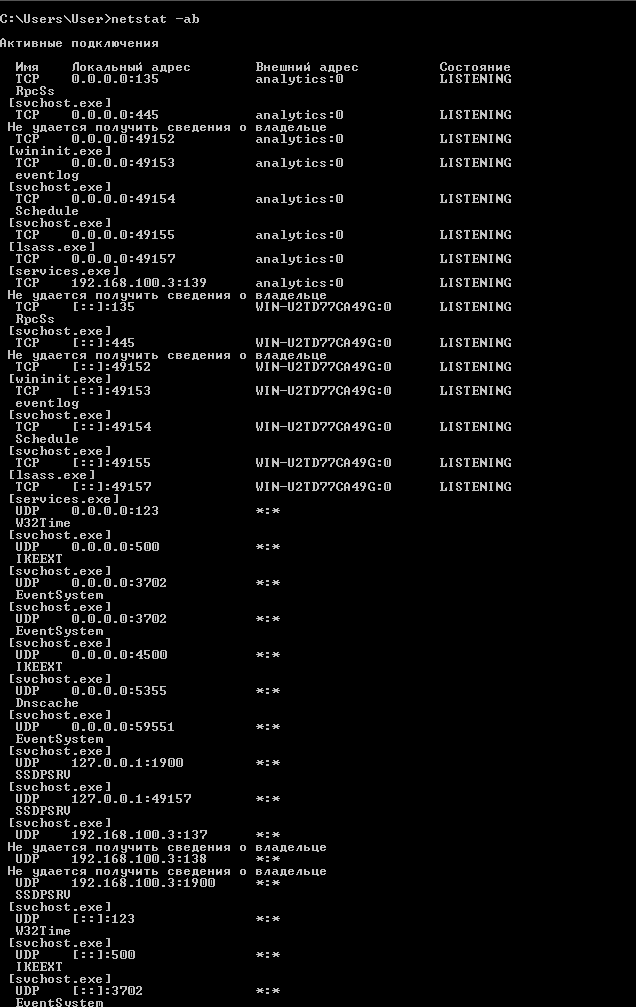 C:\Users\User>netstat -ab
Активные подключения
Имя Локальный адрес Внешний адрес Состояние
TCP 0.0.0.0:135 analytics:0 LISTENING
RpcSs
[svchost.exe]
TCP 0.0.0.0:445 analytics:0 LISTENING
Не удается получить сведения о владельце
TCP 0.0.0.0:49152 analytics:0 LISTENING
[wininit.exe]
TCP 0.0.0.0:49153 analytics:0 LISTENING
eventlog
[svchost.exe]
TCP 0.0.0.0:49154 analytics:0 LISTENING
Schedule
[svchost.exe]
TCP 0.0.0.0:49155 analytics:0 LISTENING
[lsass.exe]
TCP 0.0.0.0:49157 analytics:0 LISTENING
[services.exe]
TCP 192.168.100.3:139 analytics:0 LISTENING
Не удается получить сведения о владельце
TCP [::]:135 WIN-U2TD77CA49G:0 LISTENING
RpcSs
[svchost.exe]
TCP [::]:445 WIN-U2TD77CA49G:0 LISTENING
Не удается получить сведения о владельце
TCP [::]:49152 WIN-U2TD77CA49G:0 LISTENING
[wininit.exe]
TCP [::]:49153 WIN-U2TD77CA49G:0 LISTENING
eventlog
[svchost.exe]
TCP [::]:49154 WIN-U2TD77CA49G:0 LISTENING
Schedule
[svchost.exe]
TCP [::]:49155 WIN-U2TD77CA49G:0 LISTENING
[lsass.exe]
TCP [::]:49157 WIN-U2TD77CA49G:0 LISTENING
[services.exe]
UDP 0.0.0.0:123 *:*
W32Time
[svchost.exe]
UDP 0.0.0.0:500 *:*
IKEEXT
[svchost.exe]
UDP 0.0.0.0:3702 *:*
EventSystem
[svchost.exe]
UDP 0.0.0.0:3702 *:*
EventSystem
[svchost.exe]
UDP 0.0.0.0:4500 *:*
IKEEXT
[svchost.exe]
UDP 0.0.0.0:5355 *:*
Dnscache
[svchost.exe]
UDP 0.0.0.0:59551 *:*
EventSystem
[svchost.exe]
UDP 127.0.0.1:1900 *:*
SSDPSRV
[svchost.exe]
UDP 127.0.0.1:49157 *:*
SSDPSRV
[svchost.exe]
UDP 192.168.100.3:137 *:*
Не удается получить сведения о владельце
UDP 192.168.100.3:138 *:*
Не удается получить сведения о владельце
UDP 192.168.100.3:1900 *:*
SSDPSRV
[svchost.exe]
UDP [::]:123 *:*
W32Time
[svchost.exe]
UDP [::]:500 *:*
IKEEXT
[svchost.exe]
UDP [::]:3702 *:*
EventSystem